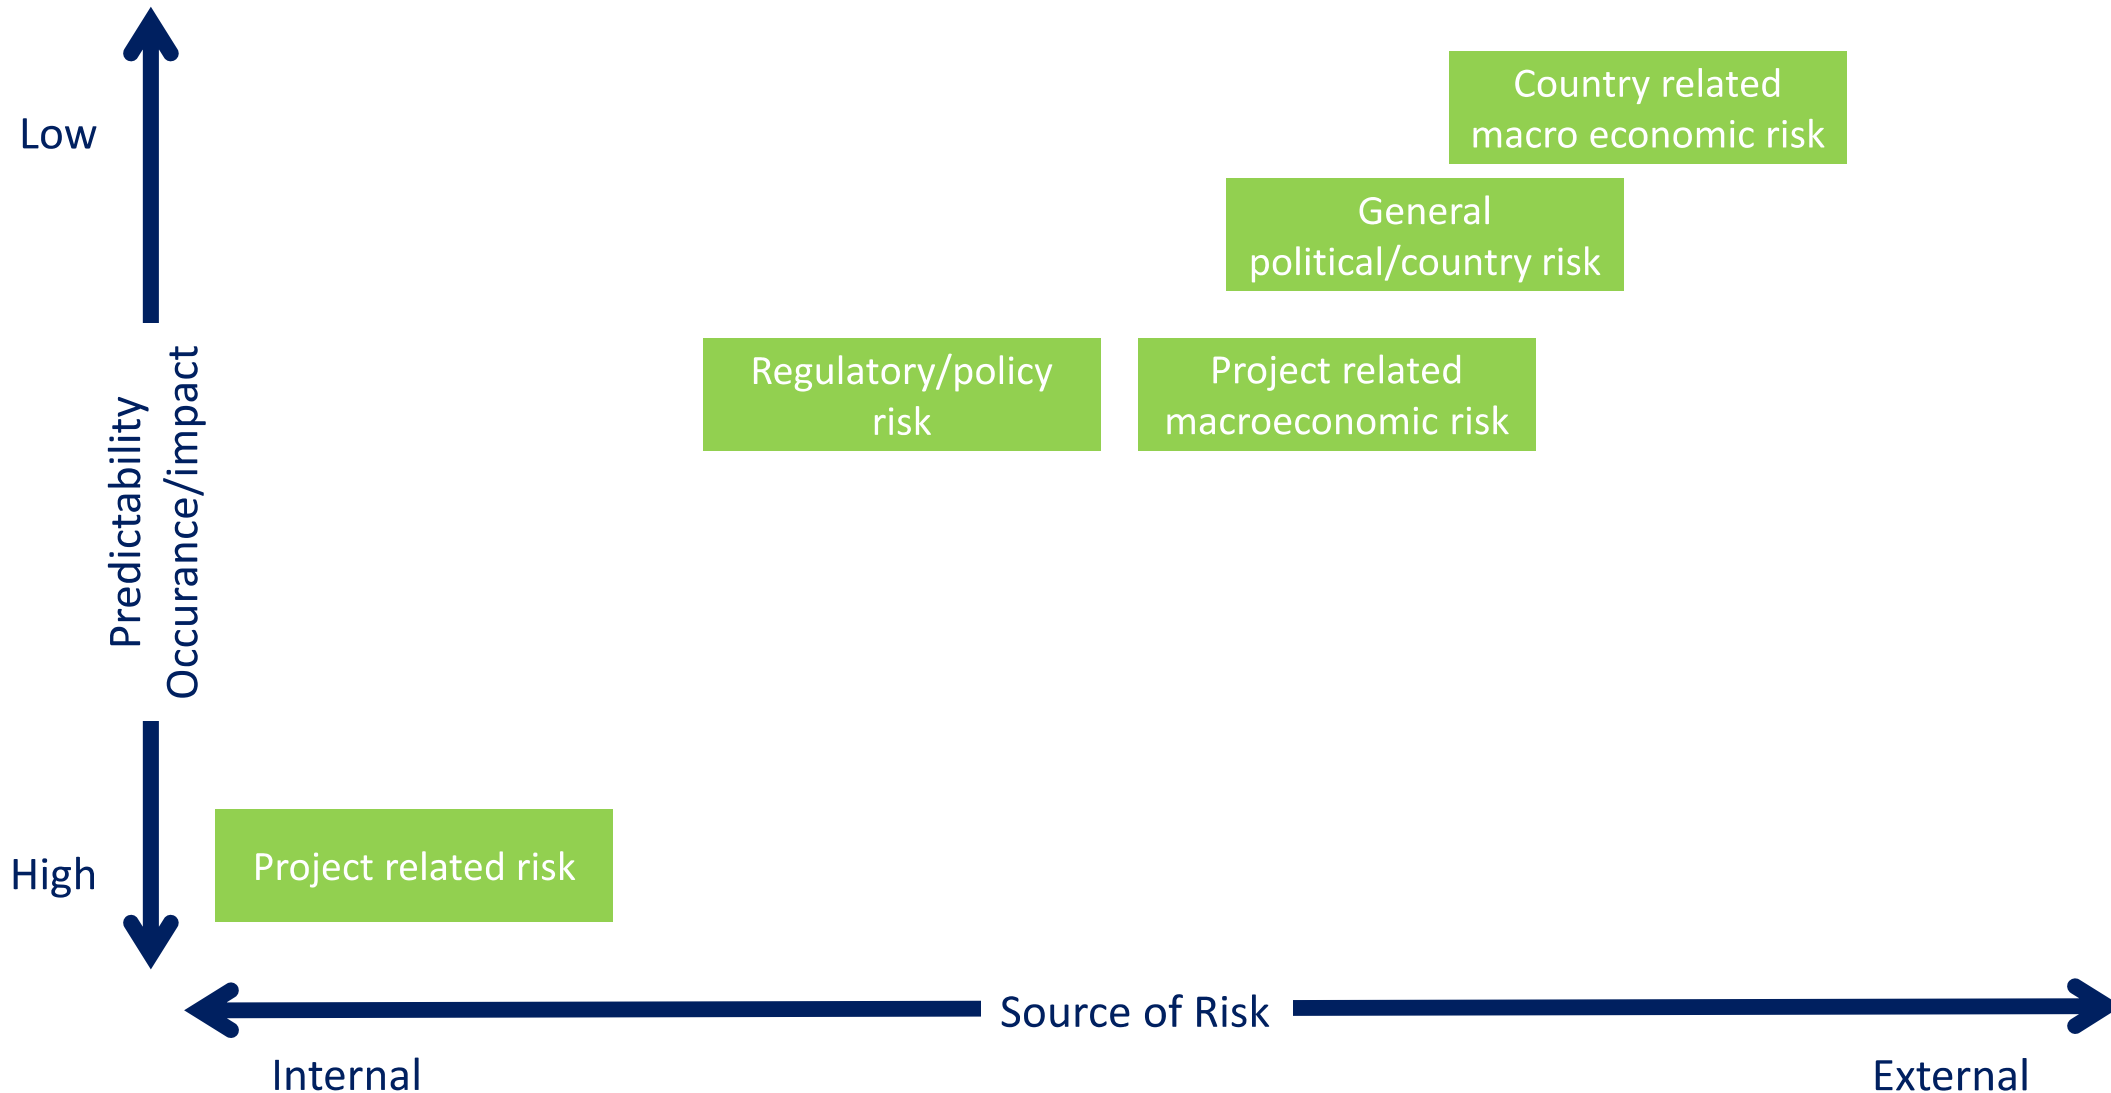 Country related
macro economic risk
Low
General
political/country risk
Regulatory/policy
risk
Project related
macroeconomic risk
Predictability
Occurance/impact
Project related risk
High
Source of Risk
Internal
External